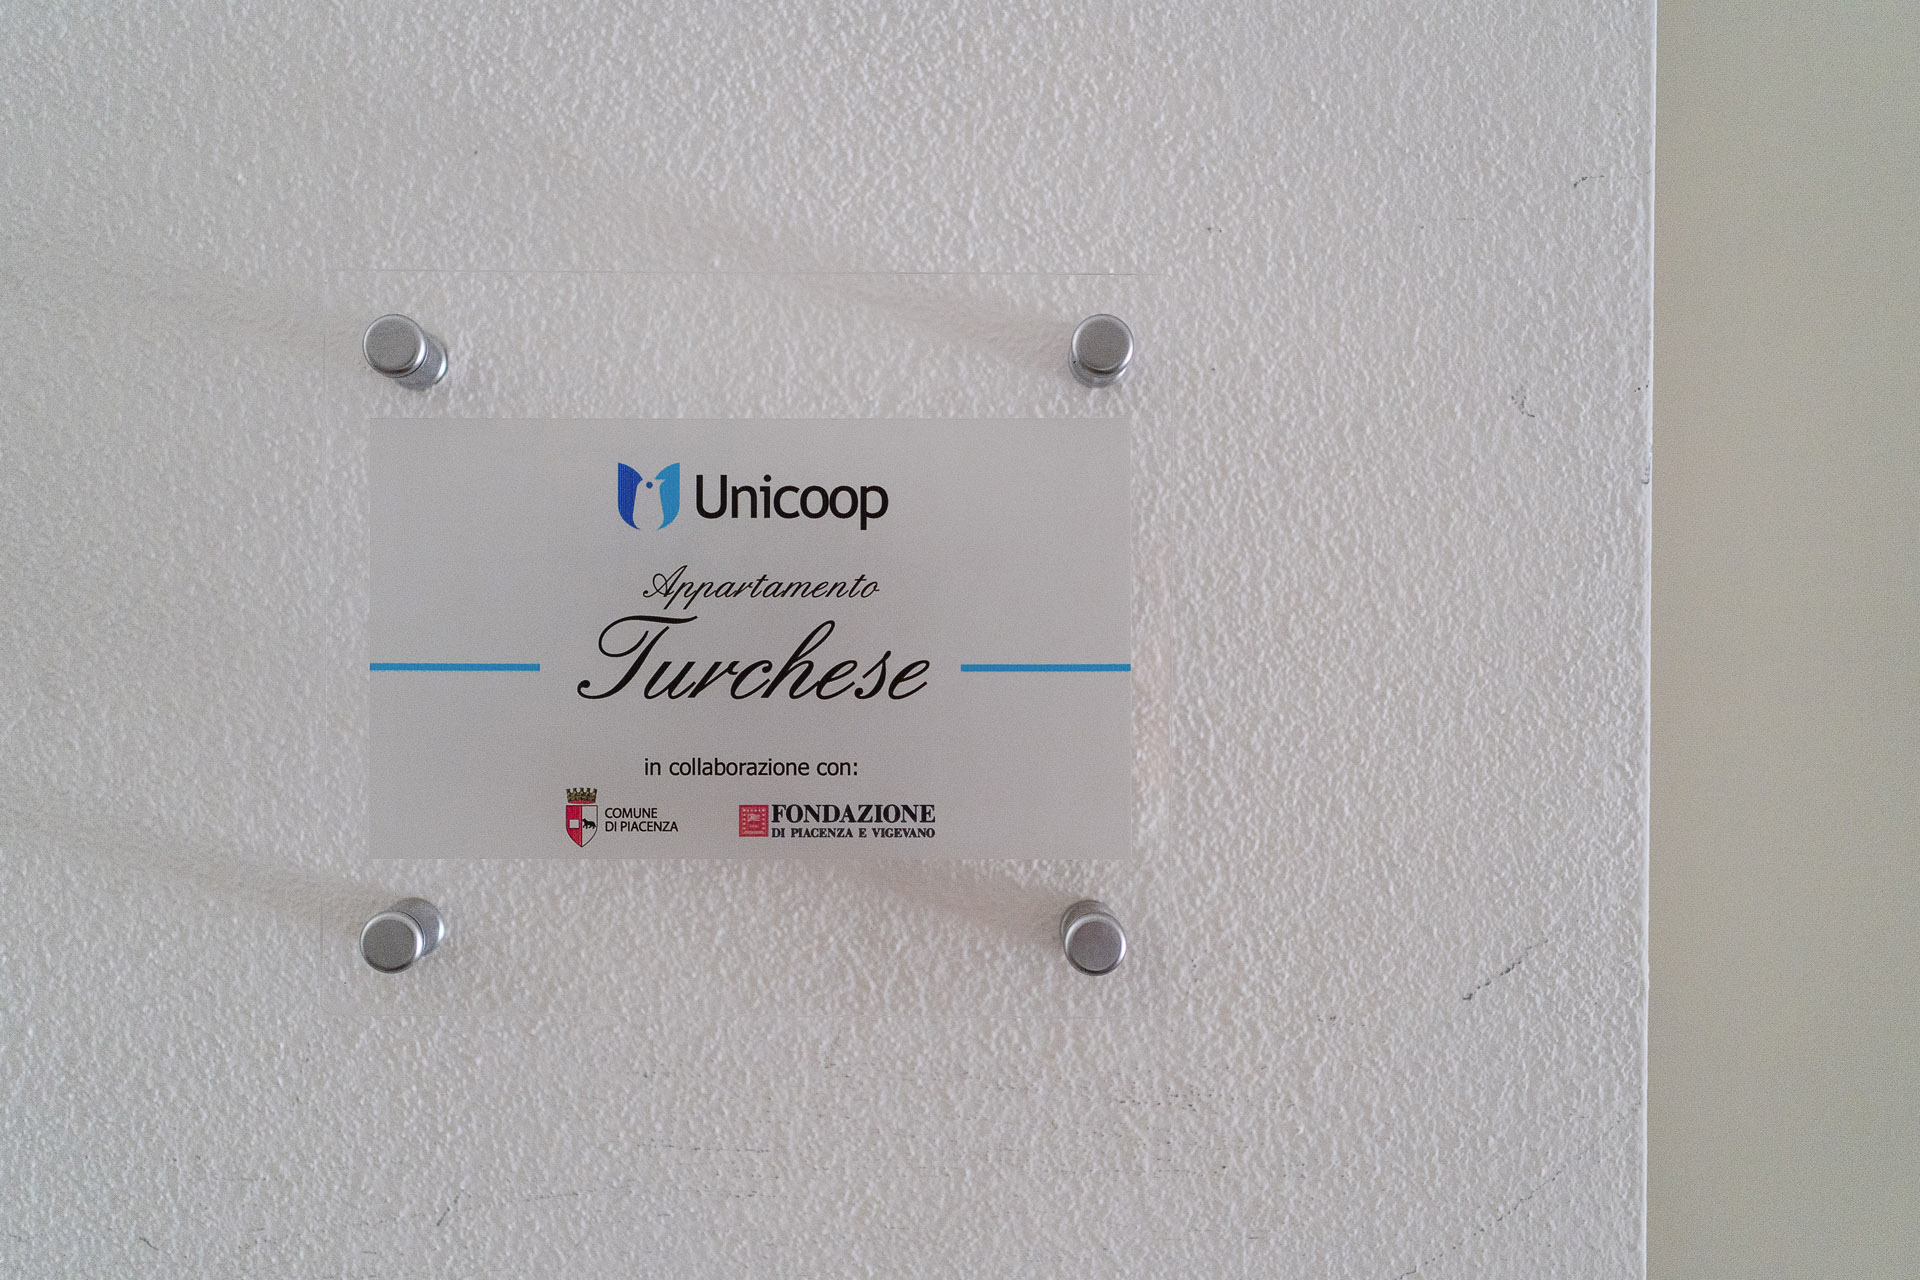 Unicoop
Appartamento
Turchese
in collaborazione con:
COMUNE
DI PIACENZA
FONDAZIONE
DI PIACENZA E VIGEVANO